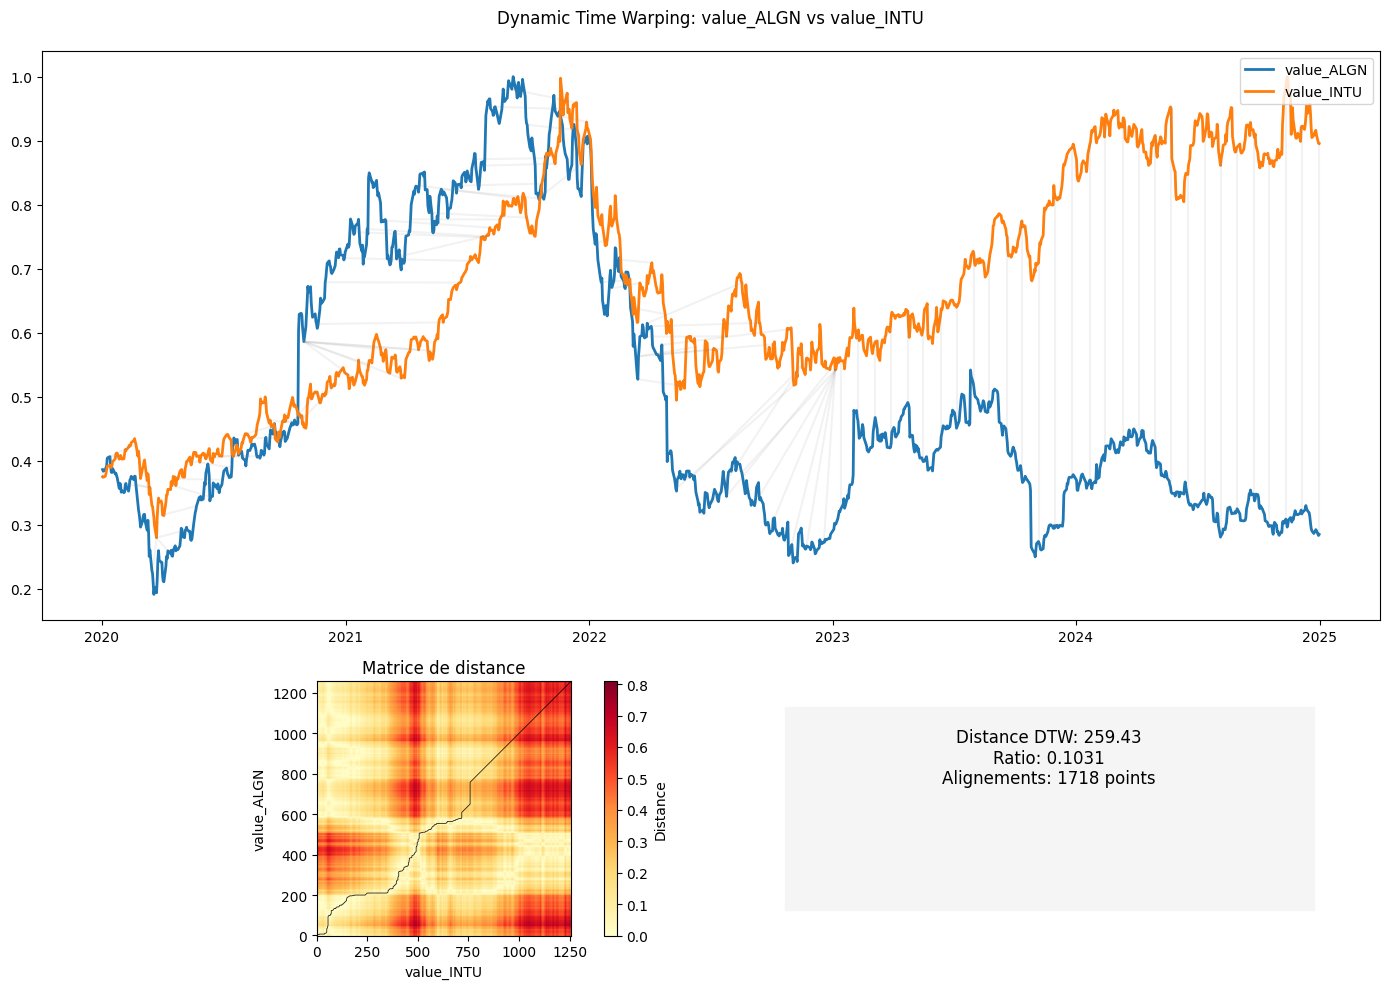 Dynamic Time Warping: value_ALGN vs value_INTU
value_ALGN
value_INTU
1.0
0.9
0.8
0.7
0.6
0.5
0.4
0.3
0.2
2020 2021 2022 2023 2024 2025
Matrice de distance
value_ALGN
1200
1000
800
600
400
200
0
0 250 500 750 1000 1250
value_INTU
0.8
0.7
0.6
0.5
0.4
0.3
0.2
0.1
0.0
Distance
Distance DTW: 259.43
Ratio: 0.1031
Alignements: 1718 points